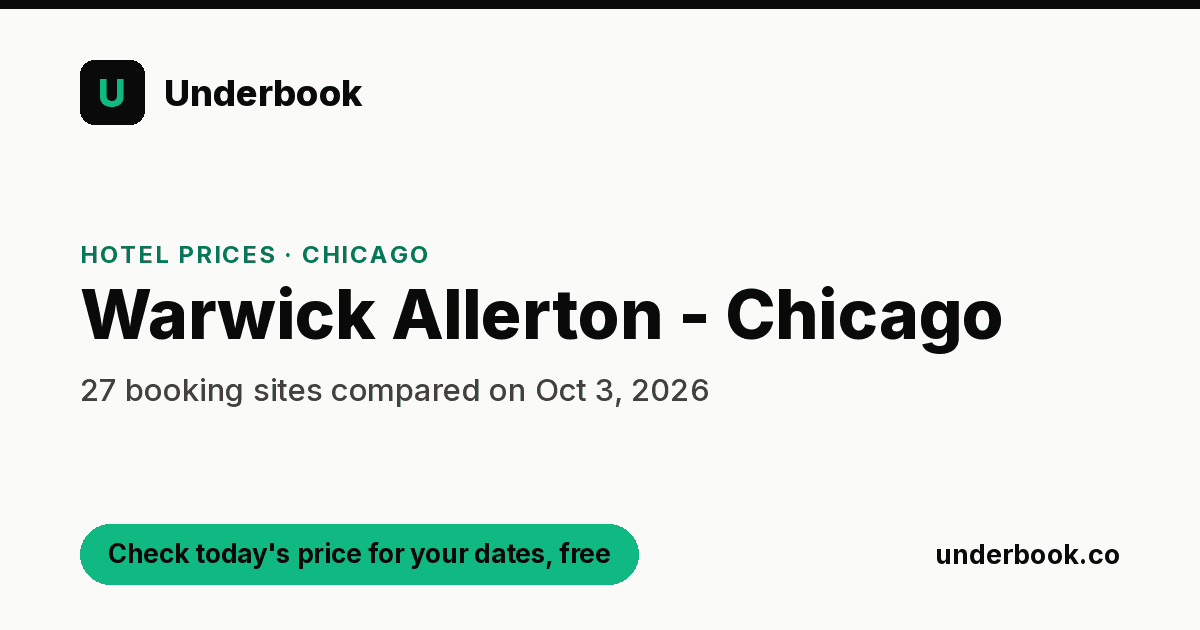 U Underbook
HOTEL PRICES · CHICAGO
Warwick Allerton - Chicago
27 booking sites compared on Oct 3, 2026
Check today's price for your dates, free
underbook.co